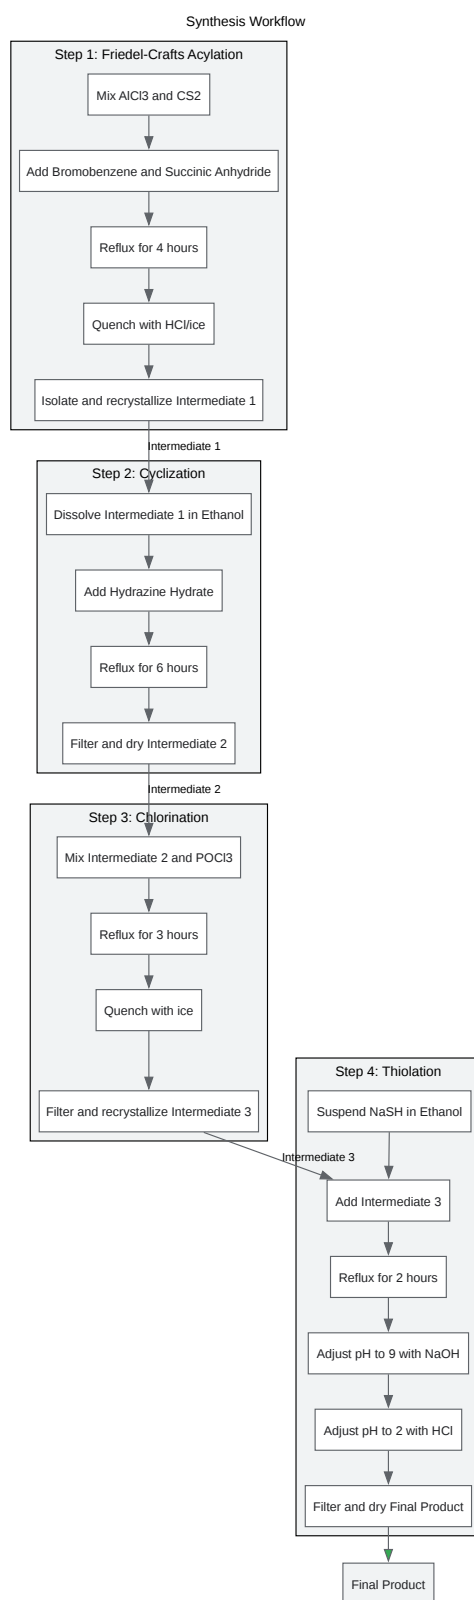 Synthesis Workflow
Step 1: Friedel-Crafts Acylation
Mix AlCl3 and CS2
Add Bromobenzene and Succinic Anhydride
Reflux for 4 hours
Quench with HCl/ice
Isolate and recrystallize Intermediate 1
Intermediate 1
Step 2: Cyclization
Dissolve Intermediate 1 in Ethanol
Add Hydrazine Hydrate
Reflux for 6 hours
Filter and dry Intermediate 2
Intermediate 2
Step 3: Chlorination
Mix Intermediate 2 and POCl3
Reflux for 3 hours
Quench with ice
Filter and recrystallize Intermediate 3
Intermediate 3
Step 4: Thiolation
Suspend NaSH in Ethanol
Add Intermediate 3
Reflux for 2 hours
Adjust pH to 9 with NaOH
Adjust pH to 2 with HCl
Filter and dry Final Product
Final Product